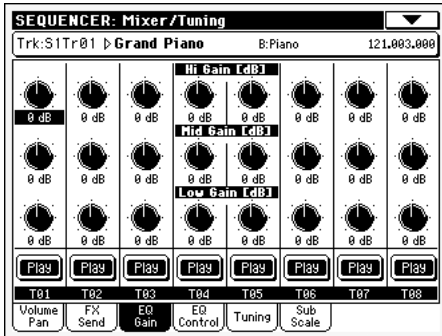 SEQUENCER: Mixer/Tuning
Trk:S1Tr01 Grand Piano B:Piano 121.003.000
Hi Gain [dB]
0 dB 0 dB 0 dB 0 dB 0 dB 0 dB 0 dB 0 dB
Mid Gain [dB]
0 dB 0 dB 0 dB 0 dB 0 dB 0 dB 0 dB 0 dB
Low Gain [dB]
0 dB 0 dB 0 dB 0 dB 0 dB 0 dB 0 dB 0 dB
Play Play Play Play Play Play Play Play
T01 T02 T03 T04 T05 T06 T07 T08
Volume Pan FX Send EQ Gain EQ Control Tuning Sub Scale